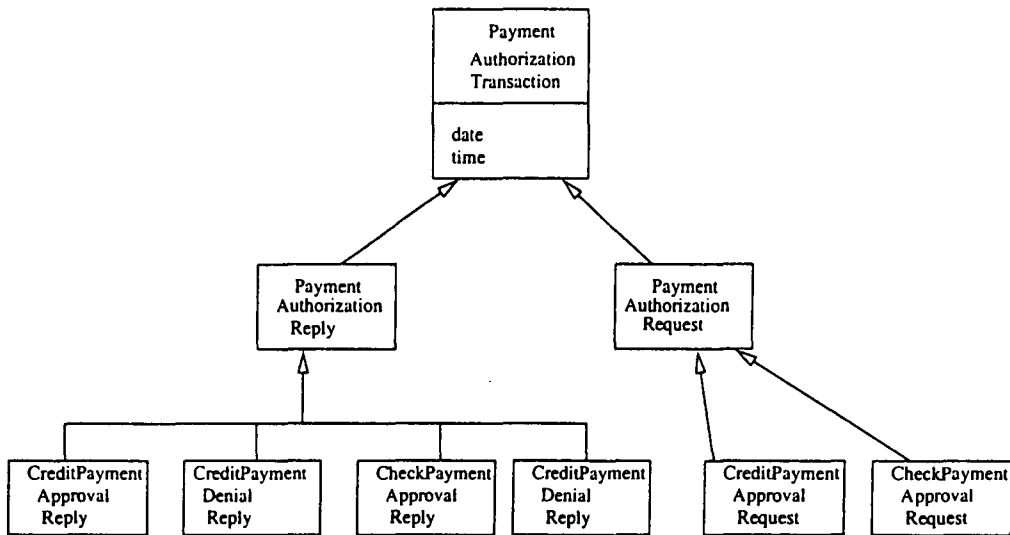 Payment
Authorization
Transaction
date
time
Payment
Authorization
Reply
Payment
Authorization
Request
CreditPayment
Approval
Reply
CreditPayment
Denial
Reply
CheckPayment
Approval
Reply
CreditPayment
Denial
Reply
CreditPayment
Approval
Request
CheckPayment
Approval
Request